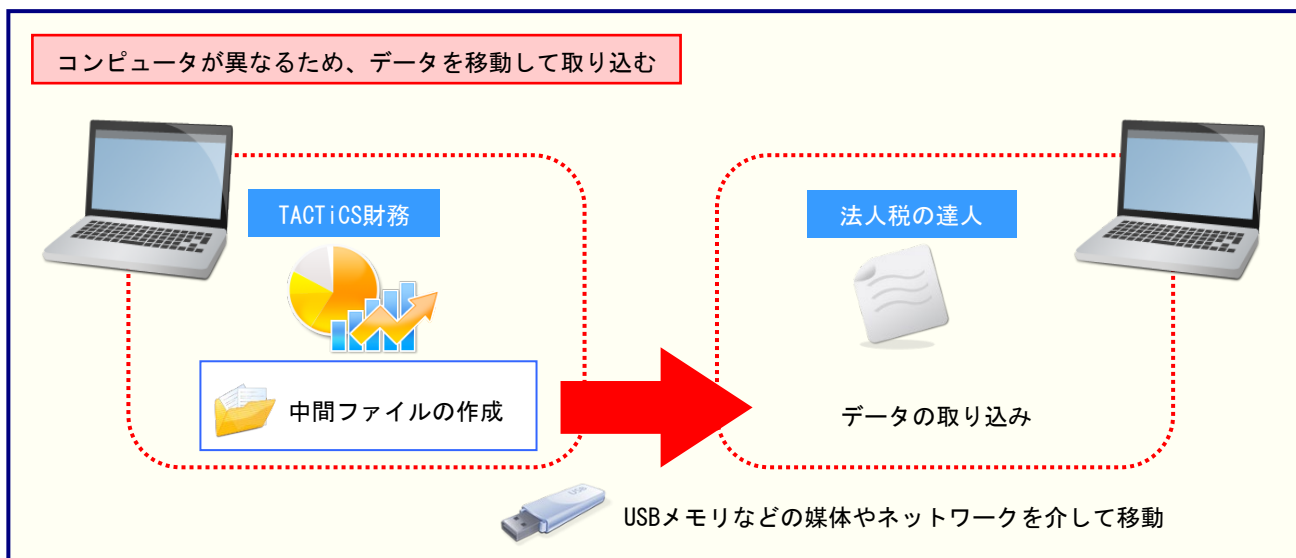 コンピュータが異なるため、データを移動して取り込む
TACTiCS財務
法人税の達人
中間ファイルの作成
データの取り込み
USB
USBメモリなどの媒体やネットワークを介して移動